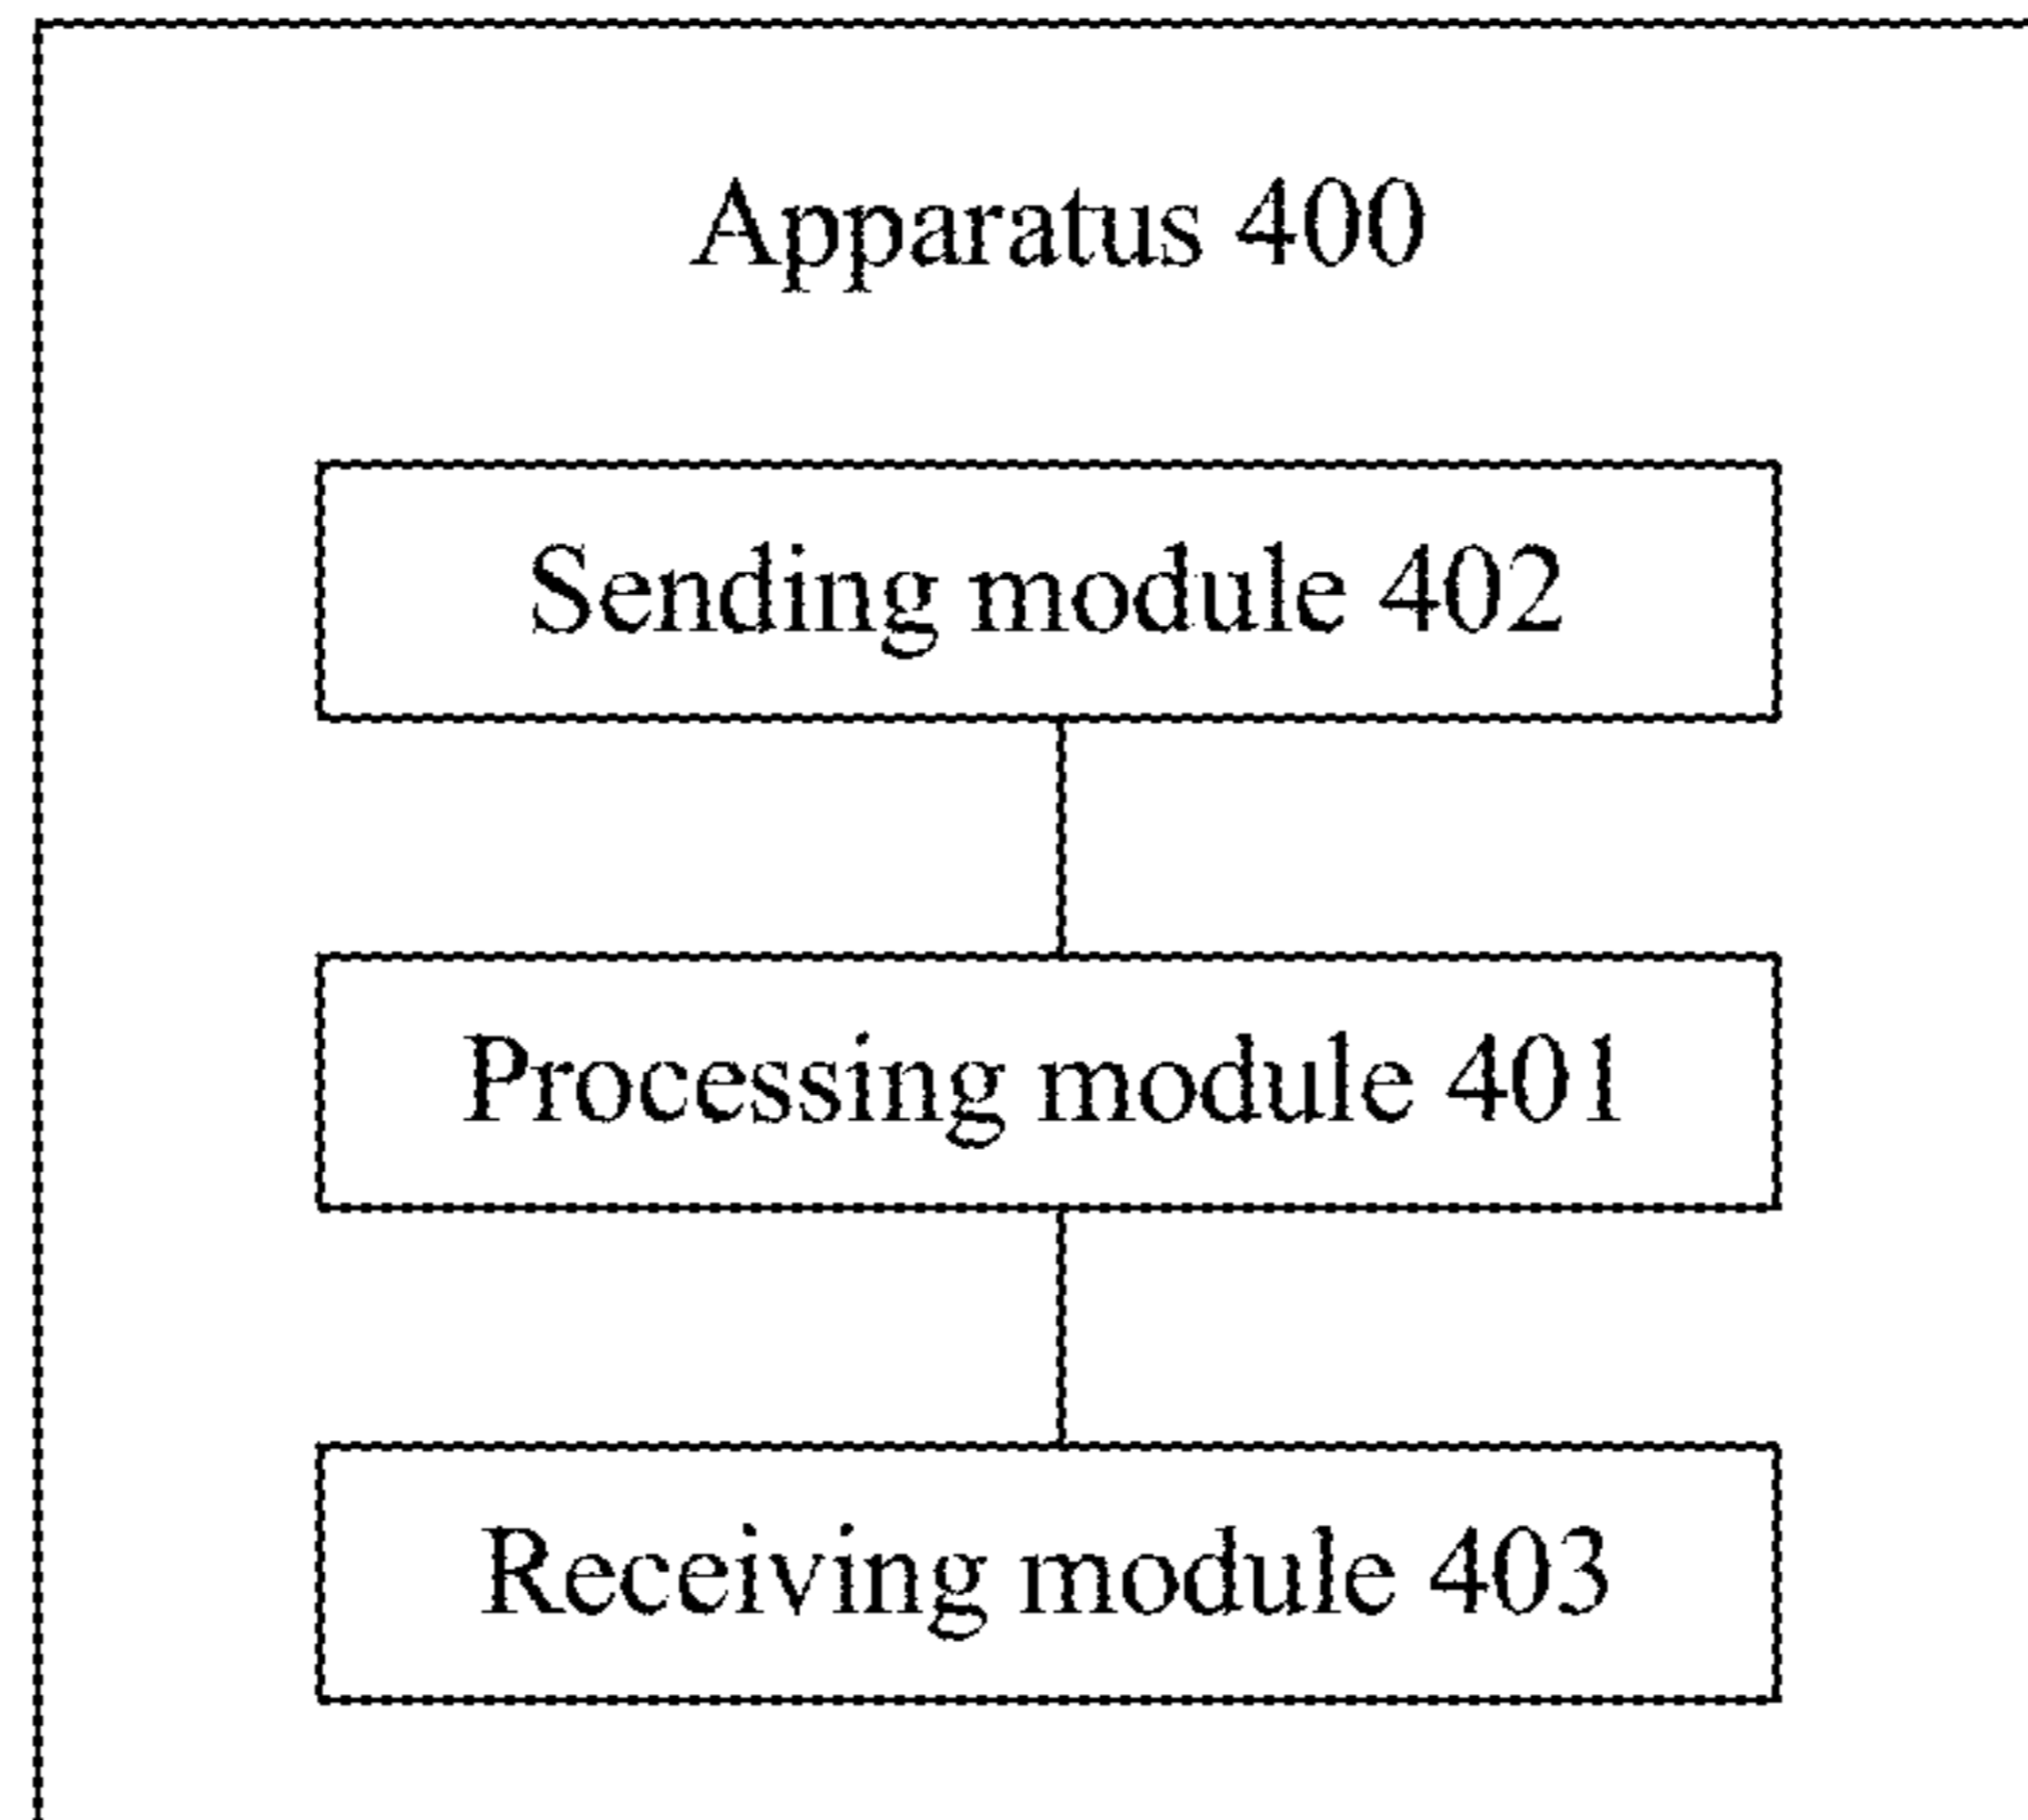 Apparatus 400
Sending module 402
Processing module 401
Receiving module 403